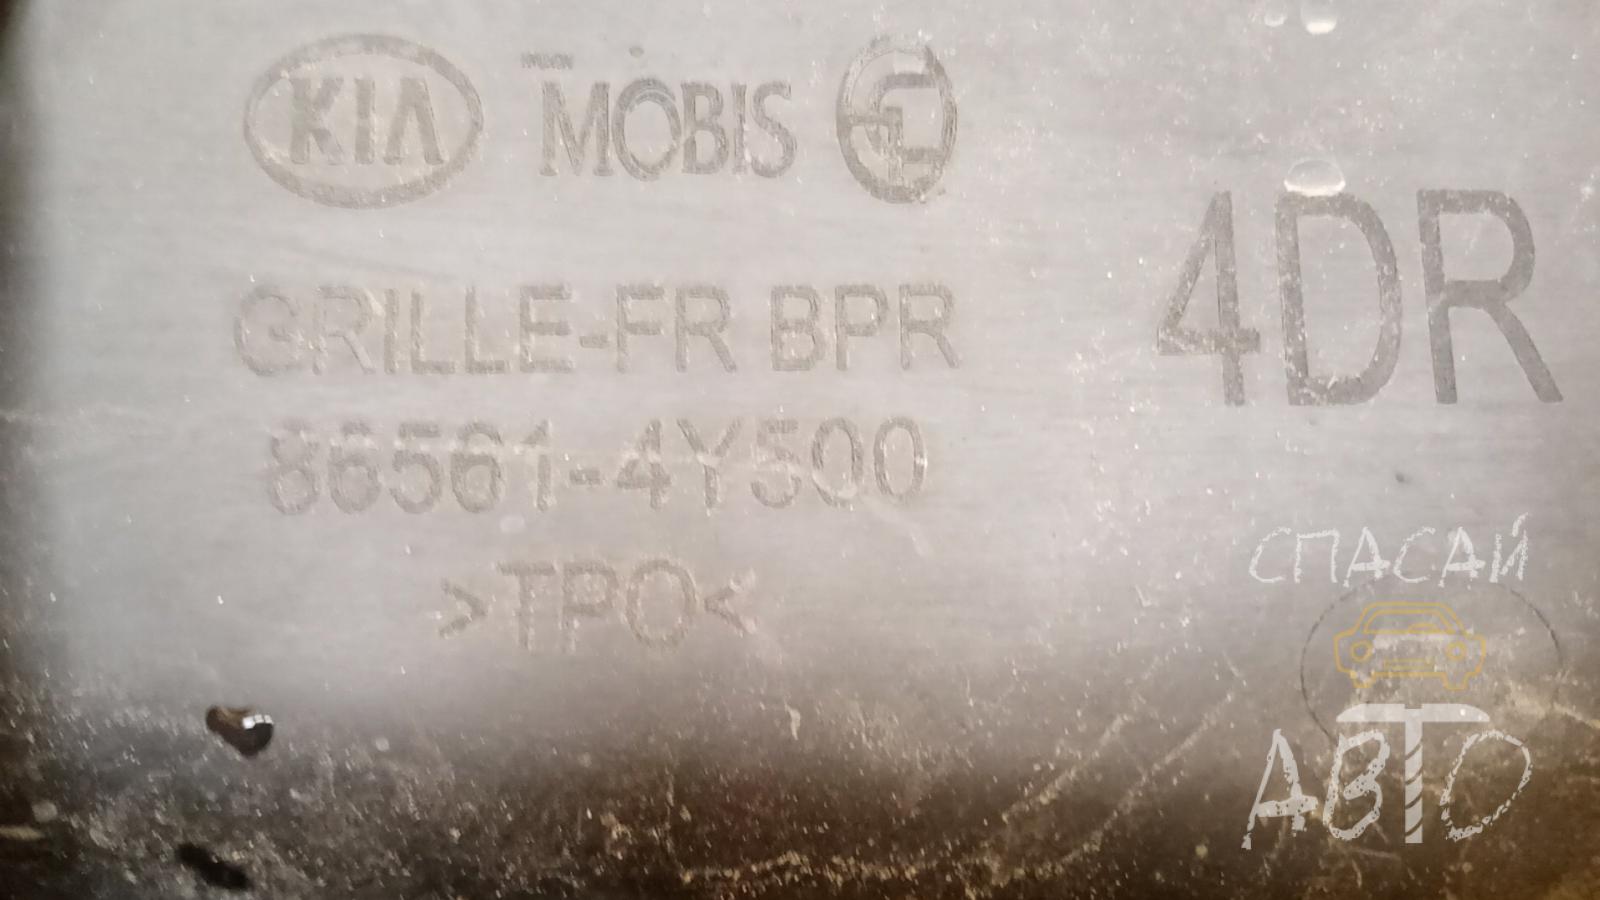 KIA MOBIS
4DR
GRILLE-FR BPR
86561-4Y500
>TPO<
СПАСАЙ
АВТО